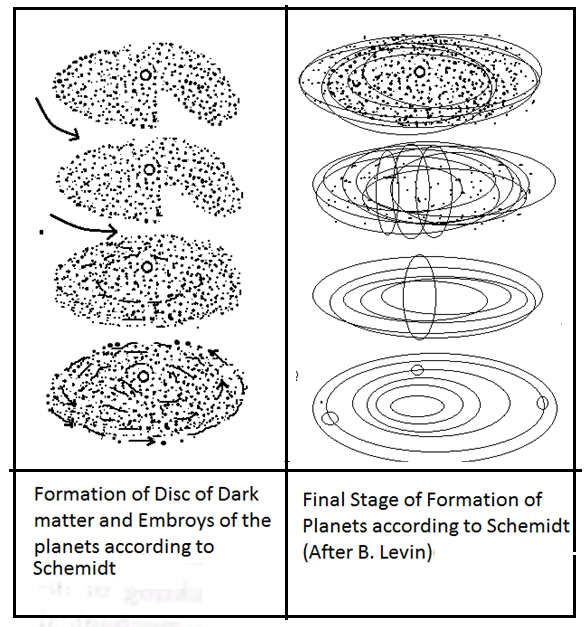 Formation of Disc of Dark
matter and Embroys of the
planets according to
Schemidt
Final Stage of Formation of
Planets according to Schemidt
(After B. Levin)
?